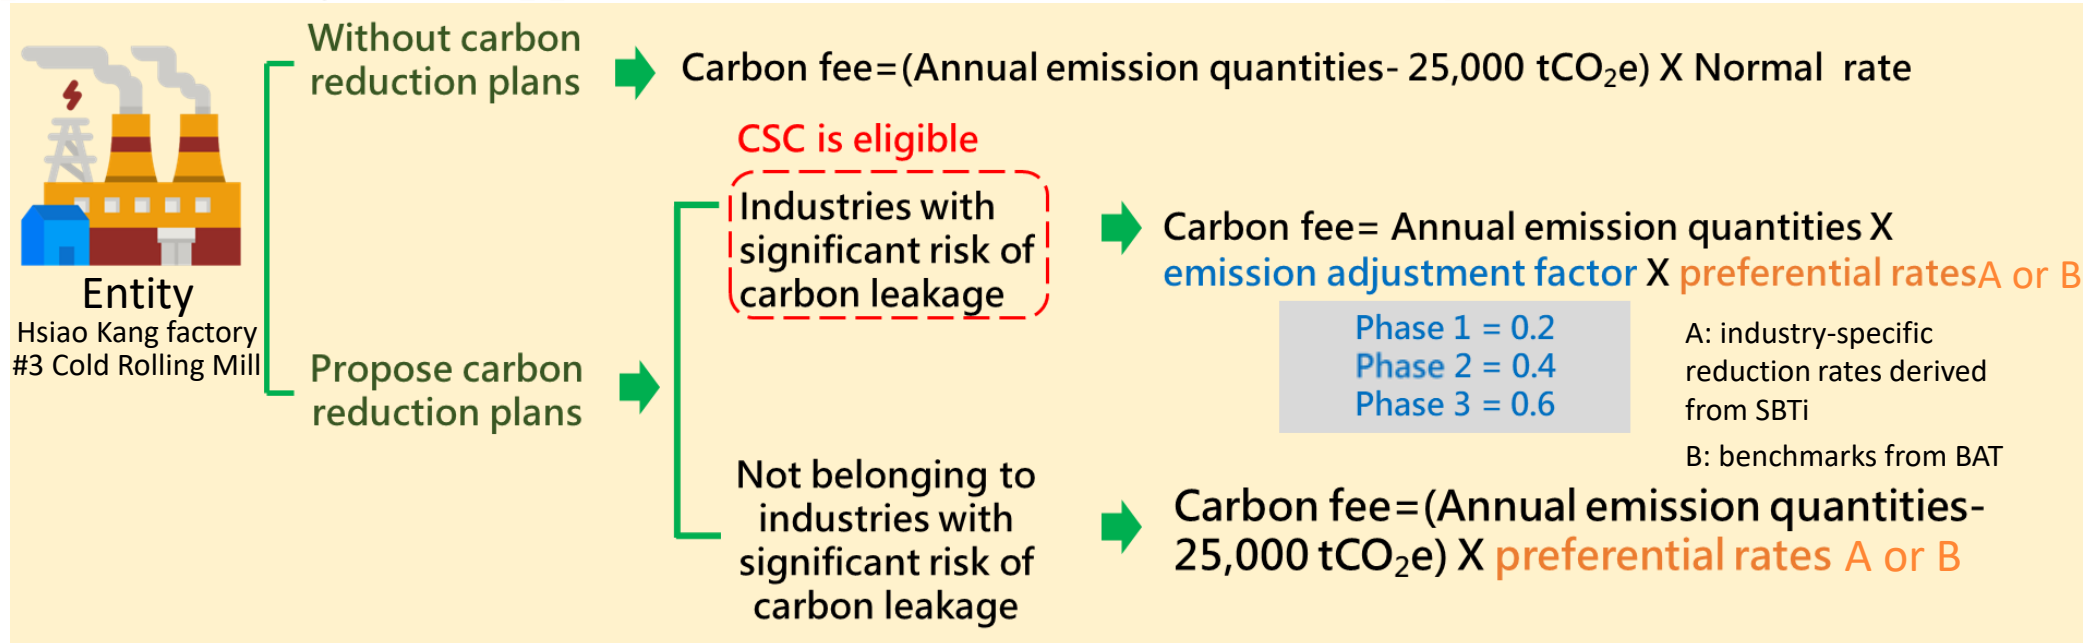 Without carbon
reduction plans
Carbon fee=(Annual emission quantities- 25,000 tCO₂e) X Normal rate
CSC is eligible
Industries with
significant risk of
carbon leakage
Carbon fee= Annual emission quantities X
emission adjustment factor X preferential ratesA or B
Phase 1 = 0.2
Phase 2 = 0.4
Phase 3 = 0.6
A: industry-specific
reduction rates derived
from SBTi
B: benchmarks from BAT
Entity
Hsiao Kang factory
#3 Cold Rolling Mill
Propose carbon
reduction plans
Not belonging to
industries with
significant risk of
carbon leakage
Carbon fee=(Annual emission quantities-
25,000 tCO₂e) X preferential rates A or B